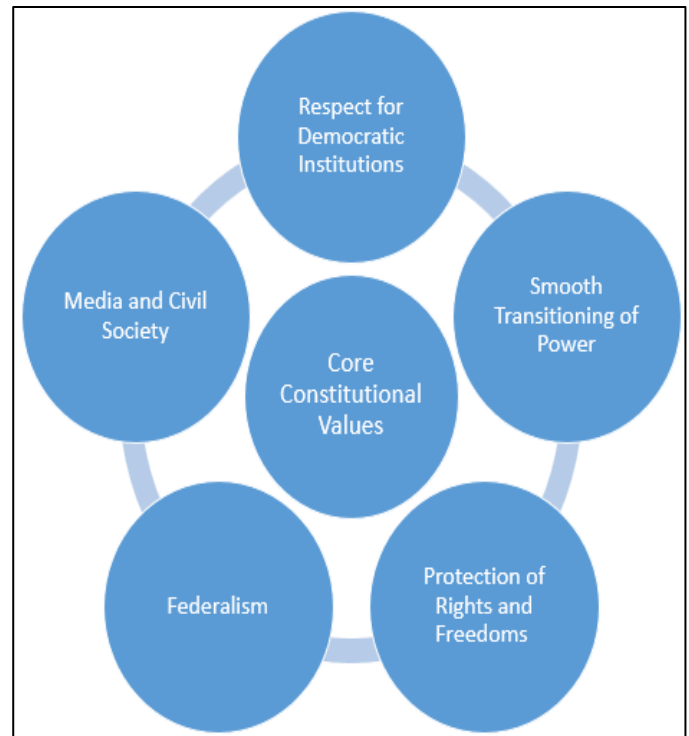 Respect for
Democratic
Institutions
Smooth
Transitioning of
Power
Protection of
Rights and
Freedoms
Federalism
Media and Civil
Society
Core
Constitutional
Values